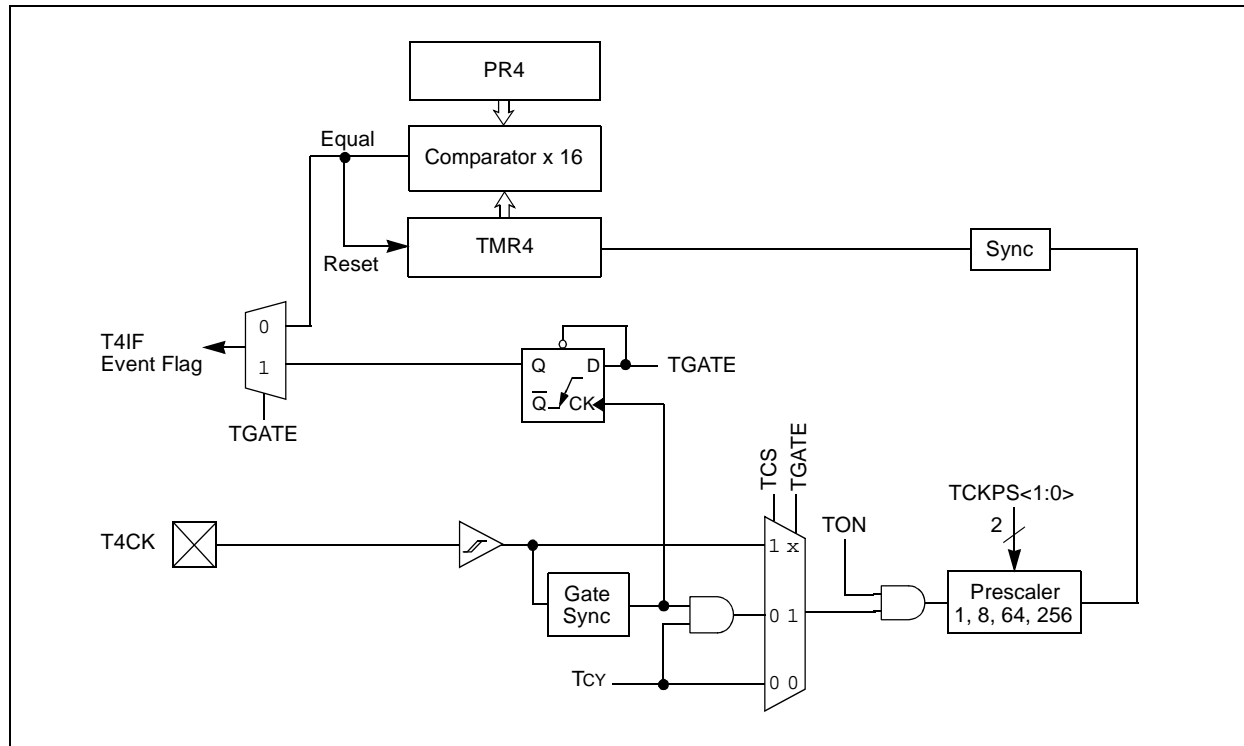 PR4
Equal
Comparator x 16
TMR4
Reset
Sync
0
1
T4IF
Event Flag
TGATE
Q D
Q̅ CK
TGATE
TCS
TGATE
TCKPS<1:0>
2
TON
T4CK
1 x
Gate
Sync
0 1
Prescaler
1, 8, 64, 256
TCY
0 0